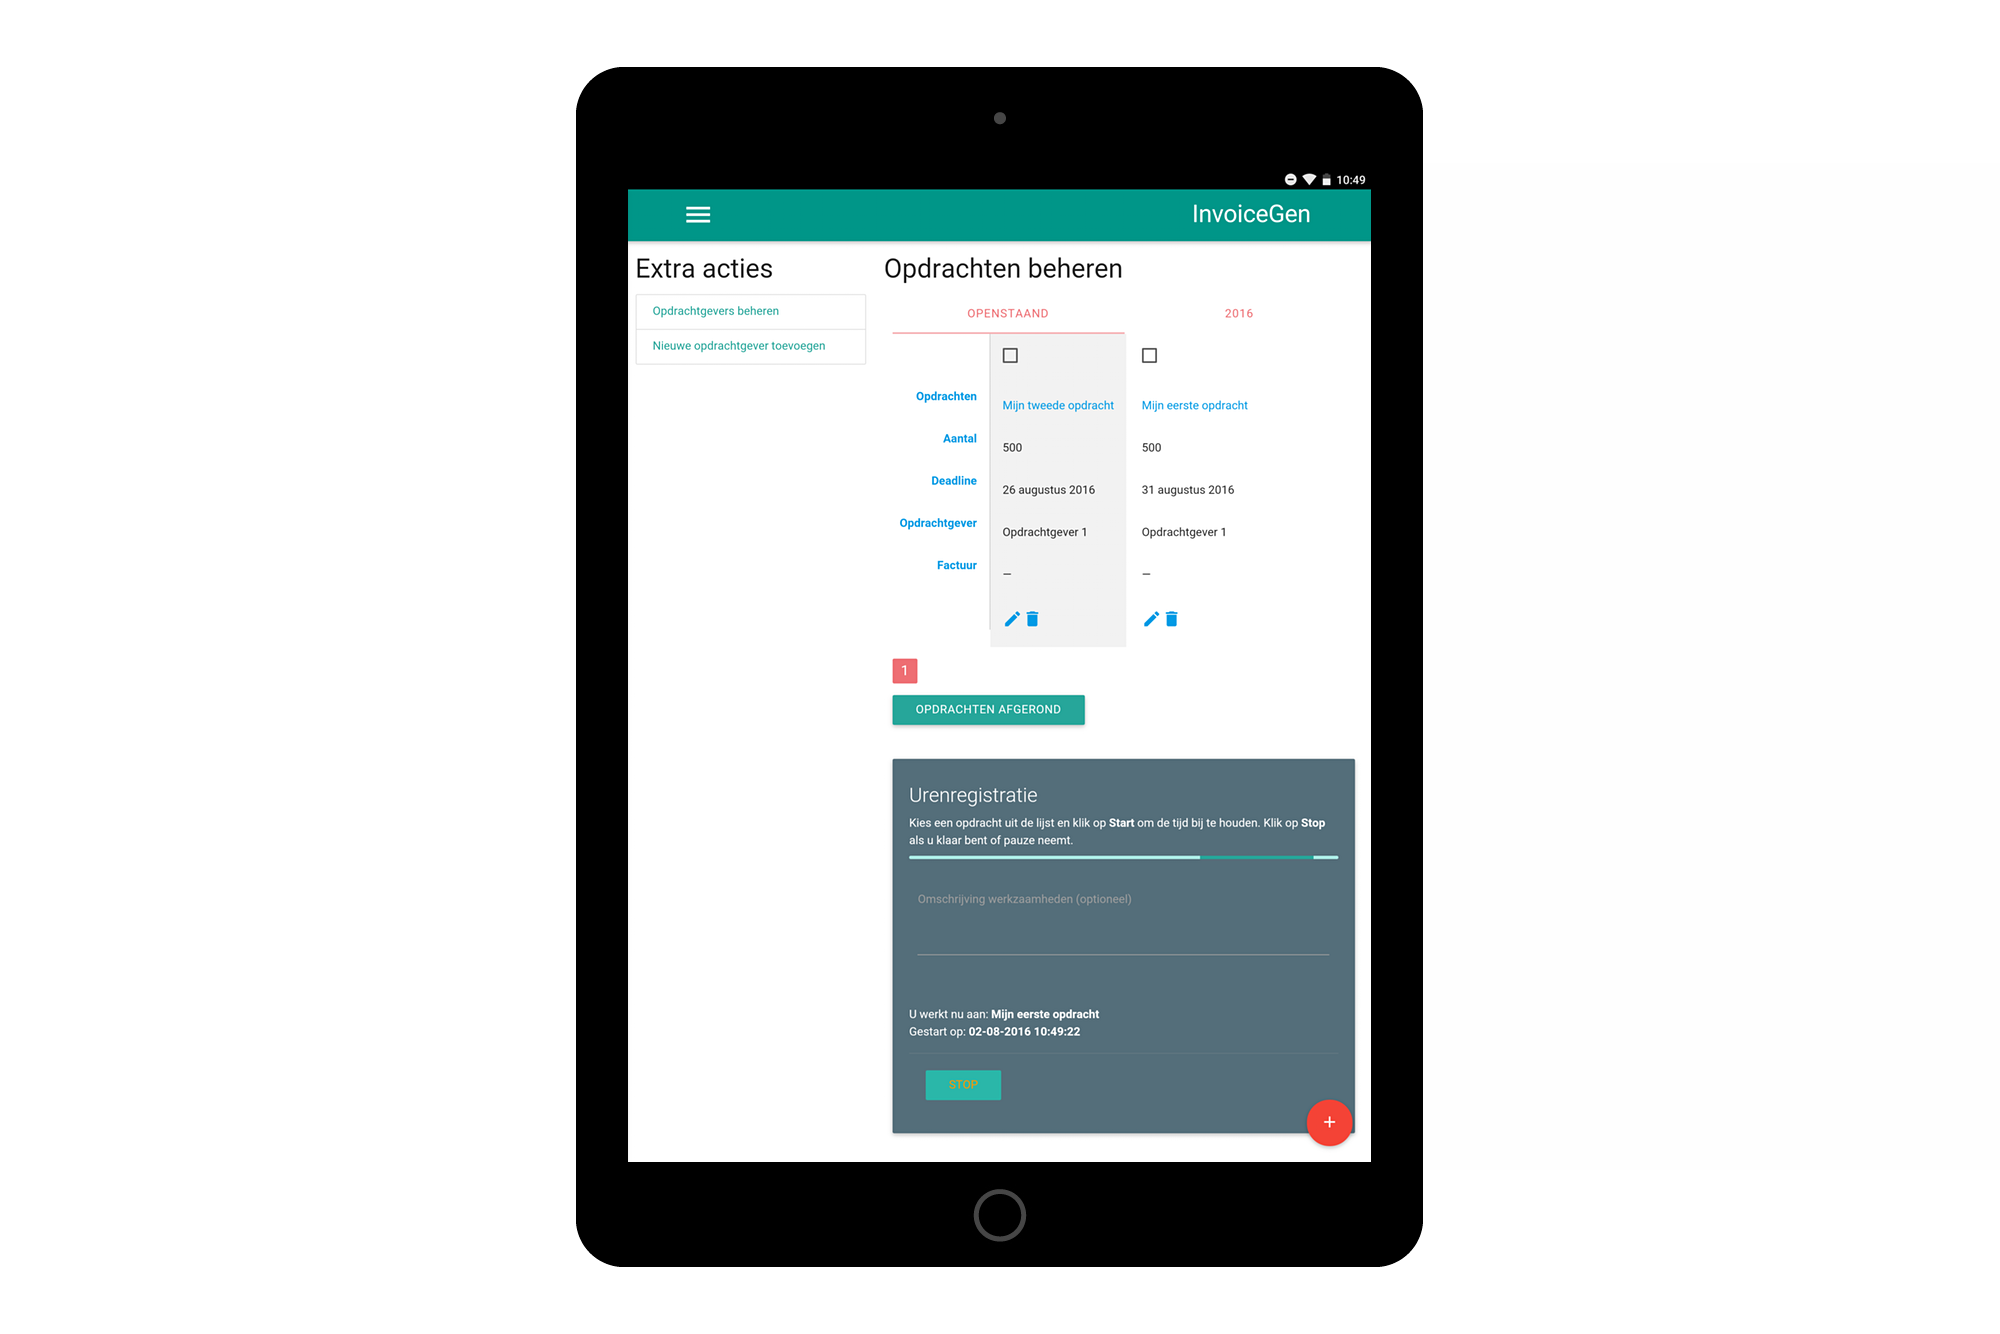 10:49
InvoiceGen
Extra acties
Opdrachtgevers beheren
Nieuwe opdrachtgever toevoegen
Opdrachten beheren
OPENSTAAND 2016
Opdrachten Mijn tweede opdracht Mijn eerste opdracht
Aantal 500 500
Deadline 26 augustus 2016 31 augustus 2016
Opdrachtgever Opdrachtgever 1 Opdrachtgever 1
Factuur — —
1
OPDRACHTEN AFGEROND
Urenregistratie
Kies een opdracht uit de lijst en klik op Start om de tijd bij te houden. Klik op Stop
als u klaar bent of pauze neemt.
Omschrijving werkzaamheden (optioneel)
U werkt nu aan: Mijn eerste opdracht
Gestart op: 02-08-2016 10:49:22
STOP
+